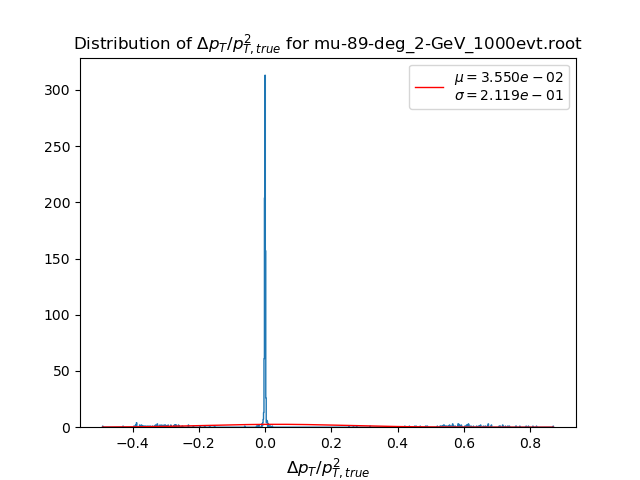 Distribution of Δp_T/p²_{T,true} for mu-89-deg_2-GeV_1000evt.root
μ = 3.550e − 02
σ = 2.119e − 01
300
250
200
150
100
50
0
−0.4 −0.2 0.0 0.2 0.4 0.6 0.8
Δp_T/p²_{T,true}